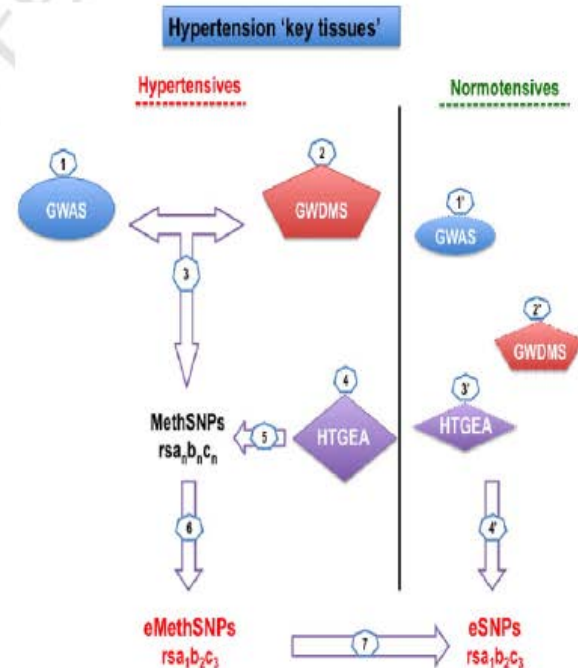 Hypertension ‘key tissues’
Hypertensives
Normotensives
1
GWAS
2
GWDMS
1'
GWAS
3
2'
GWDMS
4
HTGEA
3'
HTGEA
MethSNPs
rsaₙbₙcₙ
5
6
4'
eMethSNPs
rsa₁b₂c₃
7
eSNPs
rsa₁b₂c₃